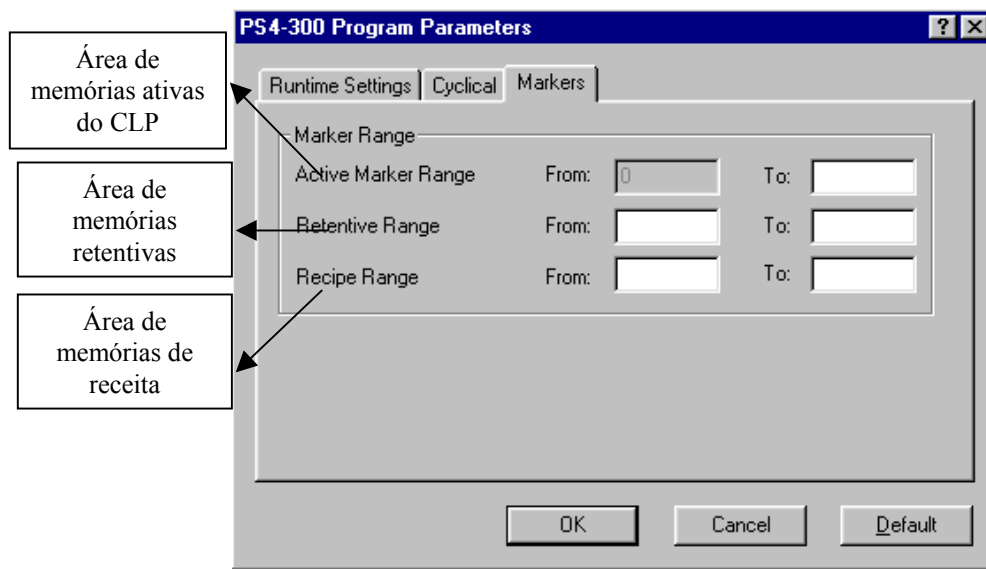 PS4-300 Program Parameters
Área de
memórias ativas
do CLP
Runtime Settings Cyclical Markers
Marker Range
Active Marker Range From: 0 To:
Área de
memórias
retentivas
Retentive Range From: To:
Recipe Range From: To:
Área de
memórias de
receita
OK Cancel Default